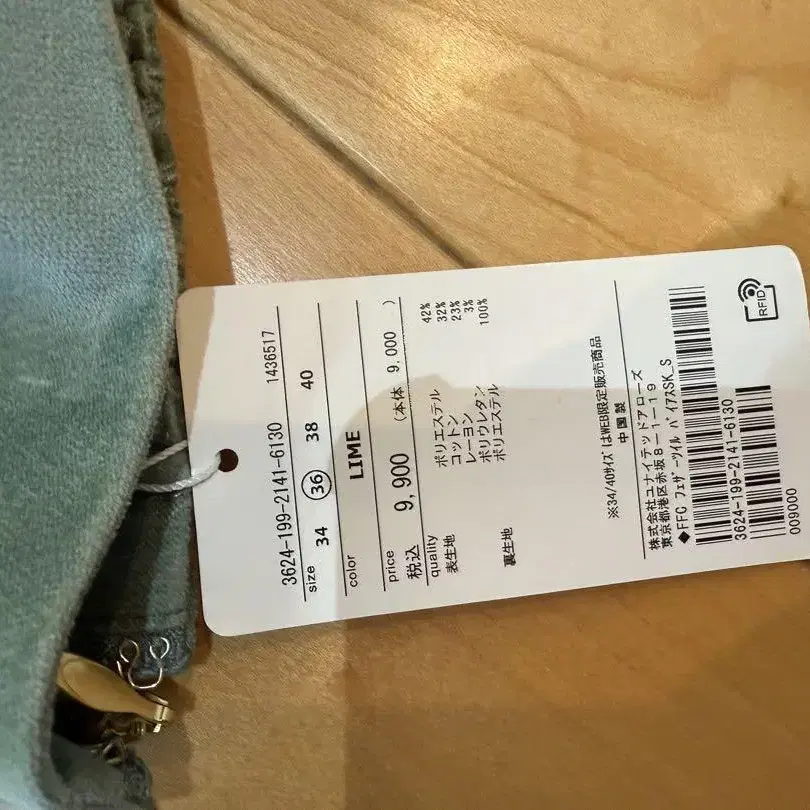 3624-199-2141-6130 1436517
size
34 36 38 40
color
LIME
price
税込 9,900 (本体 9,000 )
quality
表生地 ポリエステル 42%
コットン 32%
レーヨン 23%
ポリウレタン 3%
裏生地 ポリエステル 100%
※34/40サイズはWEB限定販売商品
中国製
株式会社ユナイテッドアローズ
東京都港区赤坂8-1-19
◆FFC フェザーツイル バイアスSK_S
3624-199-2141-6130
009000
RFID